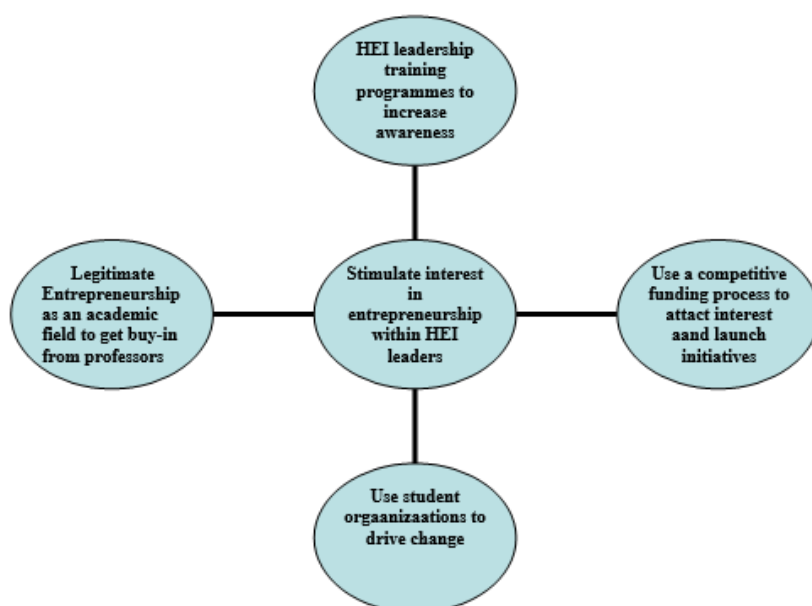 HEI leadership
training
programmes to
increase
awareness
Legitimate
Entrepreneurship
as an academic
field to get buy-in
from professors
Stimulate interest
in
entrepreneurship
within HEI
leaders
Use a competitive
funding process to
attact interest
aand launch
initiatives
Use student
orgaanizaations to
drive change